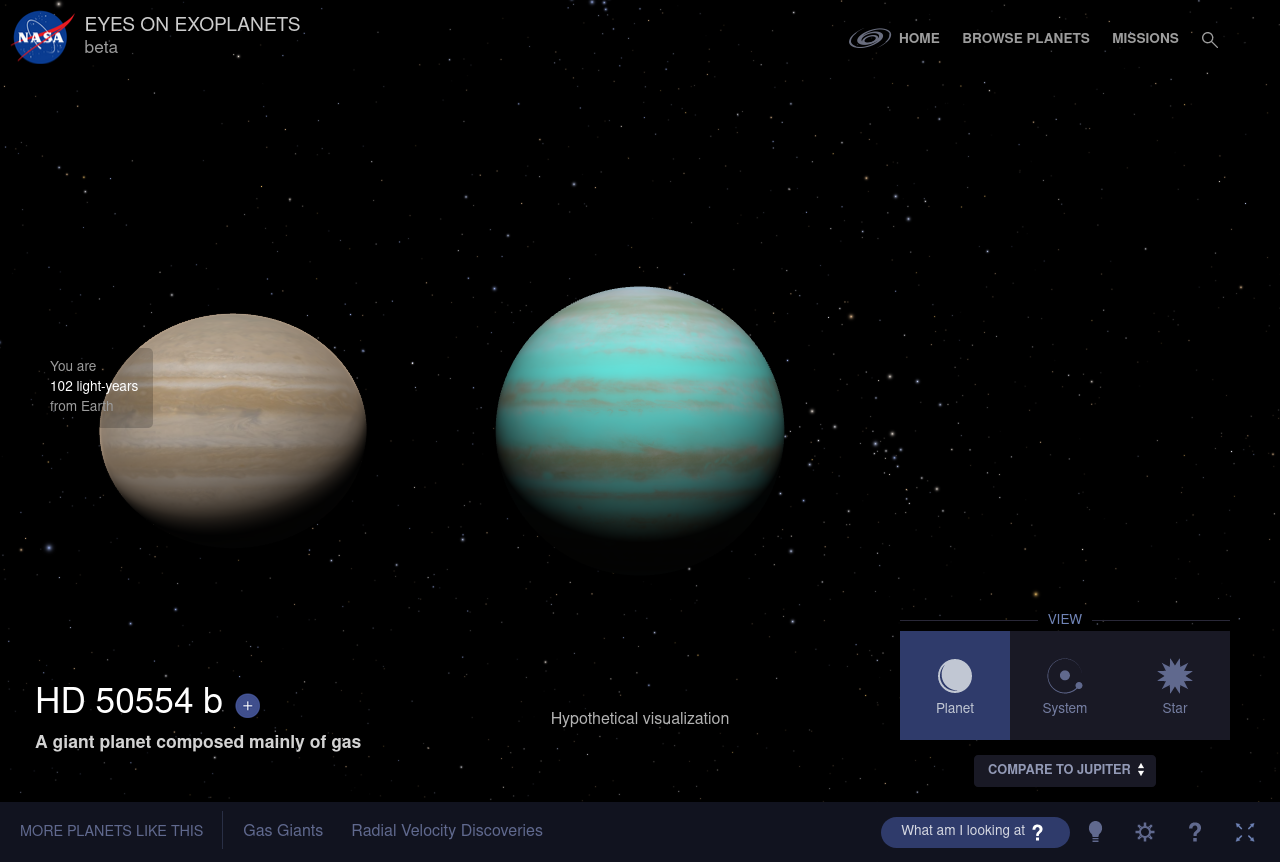 NASA
EYES ON EXOPLANETS
beta
HOME
BROWSE PLANETS
MISSIONS
You are
102 light-years
from Earth
VIEW
Planet
System
Star
HD 50554 b +
A giant planet composed mainly of gas
Hypothetical visualization
COMPARE TO JUPITER
MORE PLANETS LIKE THIS
Gas Giants
Radial Velocity Discoveries
What am I looking at ?
?